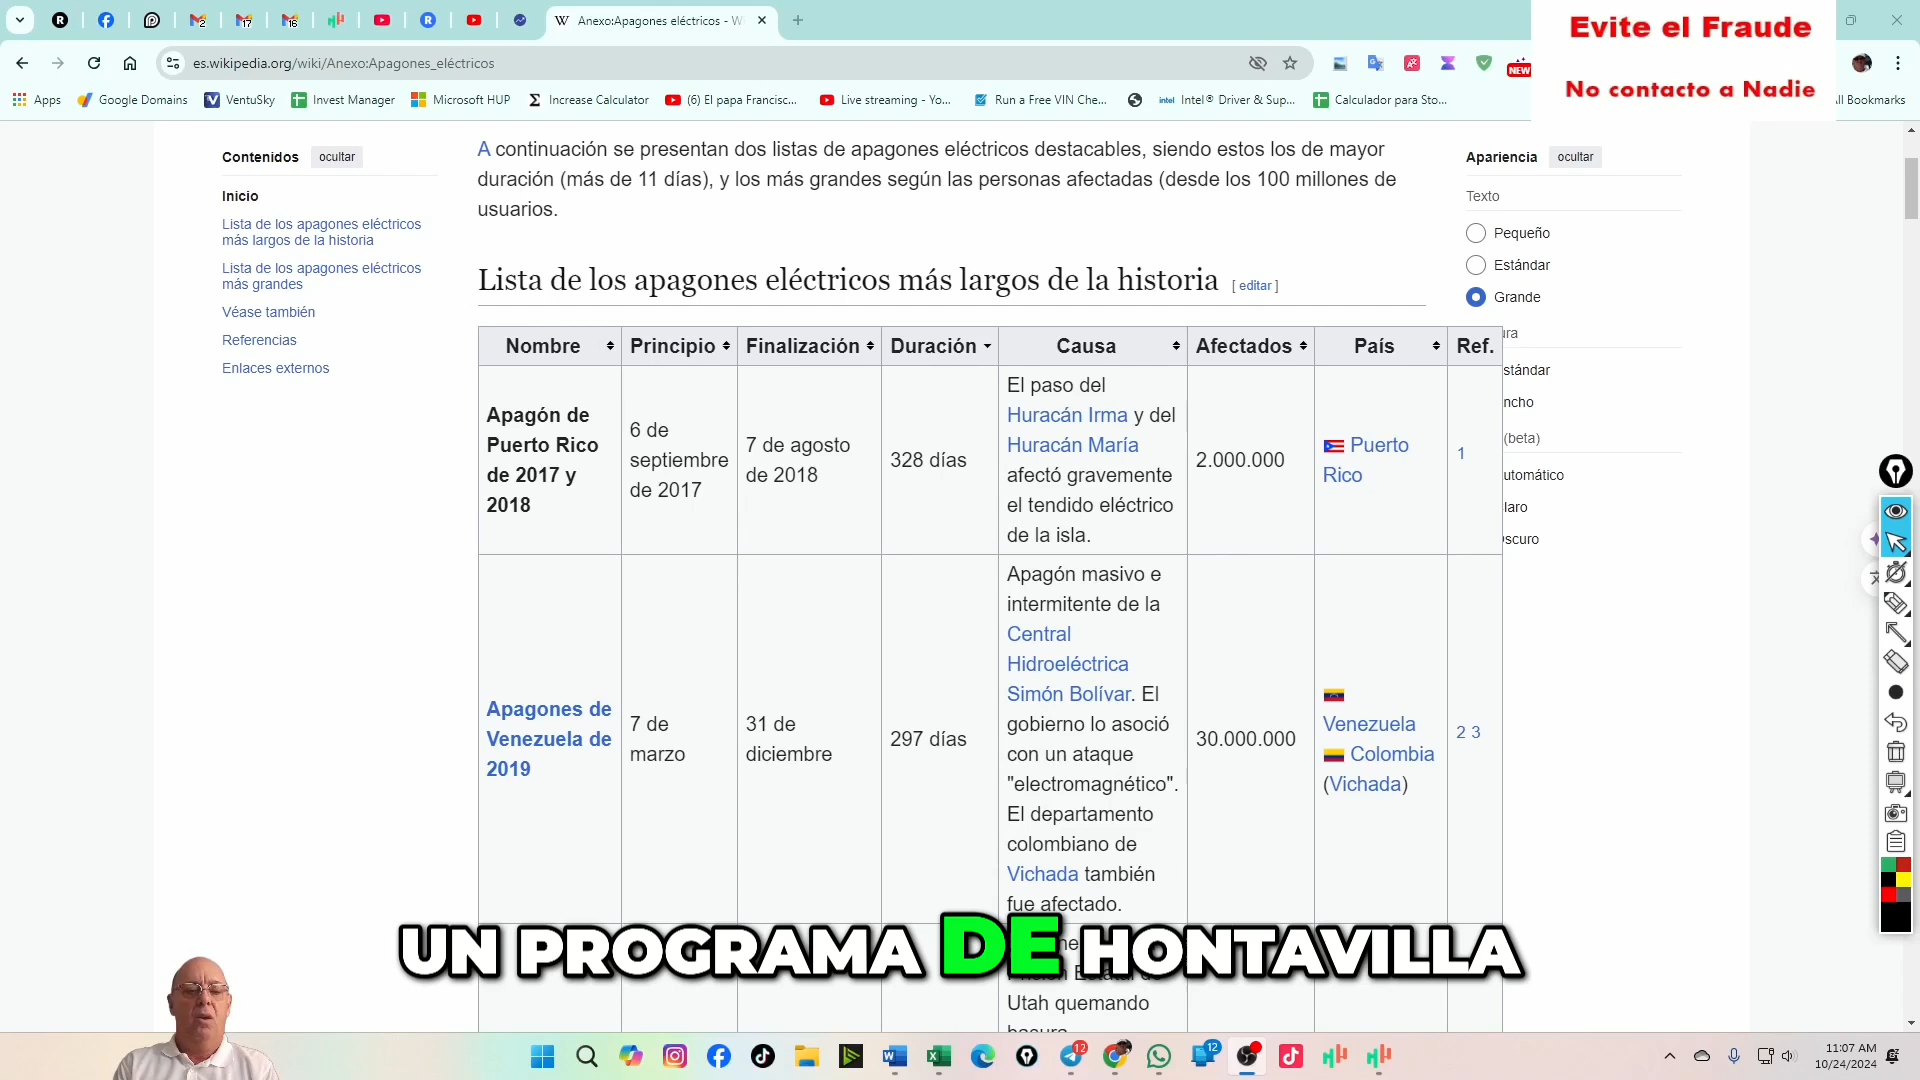 Anexo:Apagones eléctricos - W
Evite el Fraude
No contacto a Nadie
es.wikipedia.org/wiki/Anexo:Apagones_eléctricos
NEW
Apps
Google Domains
VentuSky
Invest Manager
Microsoft HUP
Increase Calculator
(6) El papa Francisc...
Live streaming - Yo...
Run a Free VIN Che...
Intel® Driver & Sup...
Calculador para Sto...
All Bookmarks
Contenidos ocultar
Inicio
Lista de los apagones eléctricos
más largos de la historia
Lista de los apagones eléctricos
más grandes
Véase también
Referencias
Enlaces externos
A continuación se presentan dos listas de apagones eléctricos destacables, siendo estos los de mayor
duración (más de 11 días), y los más grandes según las personas afectadas (desde los 100 millones de
usuarios.
Lista de los apagones eléctricos más largos de la historia [ editar ]
Nombre Principio Finalización Duración Causa Afectados País Ref.
Apagón de
Puerto Rico
de 2017 y
2018
6 de
septiembre
de 2017
7 de agosto
de 2018
328 días
El paso del
Huracán Irma y del
Huracán María
afectó gravemente
el tendido eléctrico
de la isla.
2.000.000
Puerto
Rico
1
Apagones de
Venezuela de
2019
7 de
marzo
31 de
diciembre
297 días
Apagón masivo e
intermitente de la
Central
Hidroeléctrica
Simón Bolívar. El
gobierno lo asoció
con un ataque
"electromagnético".
El departamento
colombiano de
Vichada también
fue afectado.
30.000.000
Venezuela
Colombia
(Vichada)
2 3
Utah quemando
Apariencia ocultar
Texto
Pequeño
Estándar
Grande
ura
stándar
ncho
(beta)
utomático
laro
scuro
UN PROGRAMA DE HONTAVILLA
11:07 AM
10/24/2024